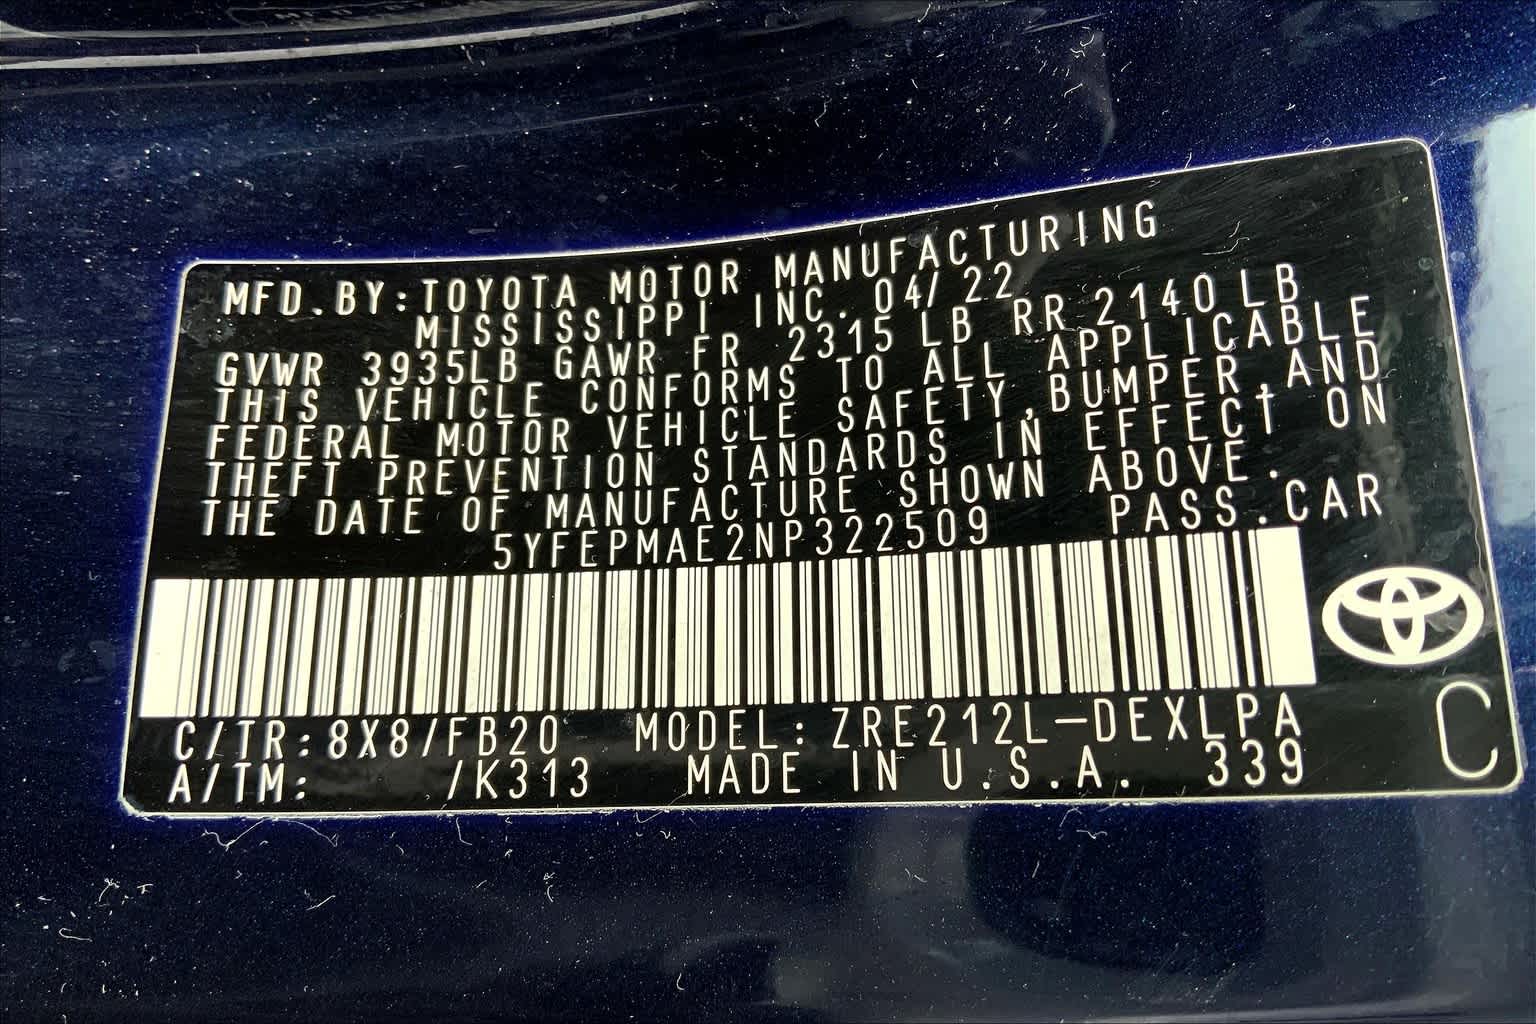 MFD.BY:TOYOTA MOTOR MANUFACTURING
MISSISSIPPI INC. 04/22
GVWR 3935LB GAWR FR 2315 LB RR 2140 LB
THIS VEHICLE CONFORMS TO ALL APPLICABLE
FEDERAL MOTOR VEHICLE SAFETY,BUMPER,AND
THEFT PREVENTION STANDARDS IN EFFECT ON
THE DATE OF MANUFACTURE SHOWN ABOVE.
5YFEPMAE2NP322509 PASS.CAR
C/TR:8X8/FB20 MODEL:ZRE212L-DEXLPA
A/TM: /K313 MADE IN U.S.A. 339
C